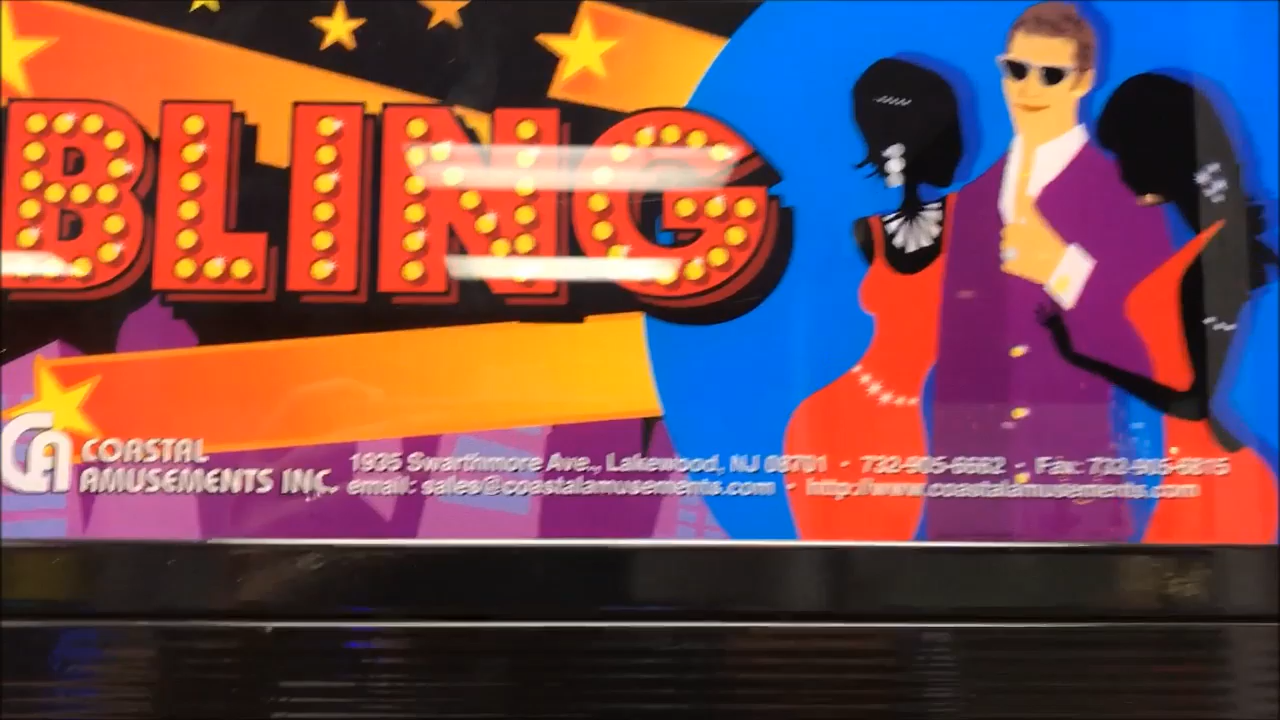 BLING
CA COASTAL
AMUSEMENTS INC.
1935 Swarthmore Ave., Lakewood, NJ 08701 · 732-905-6662 · Fax: 732-905-6815
email: sales@coastalamusements.com · http://www.coastalamusements.com